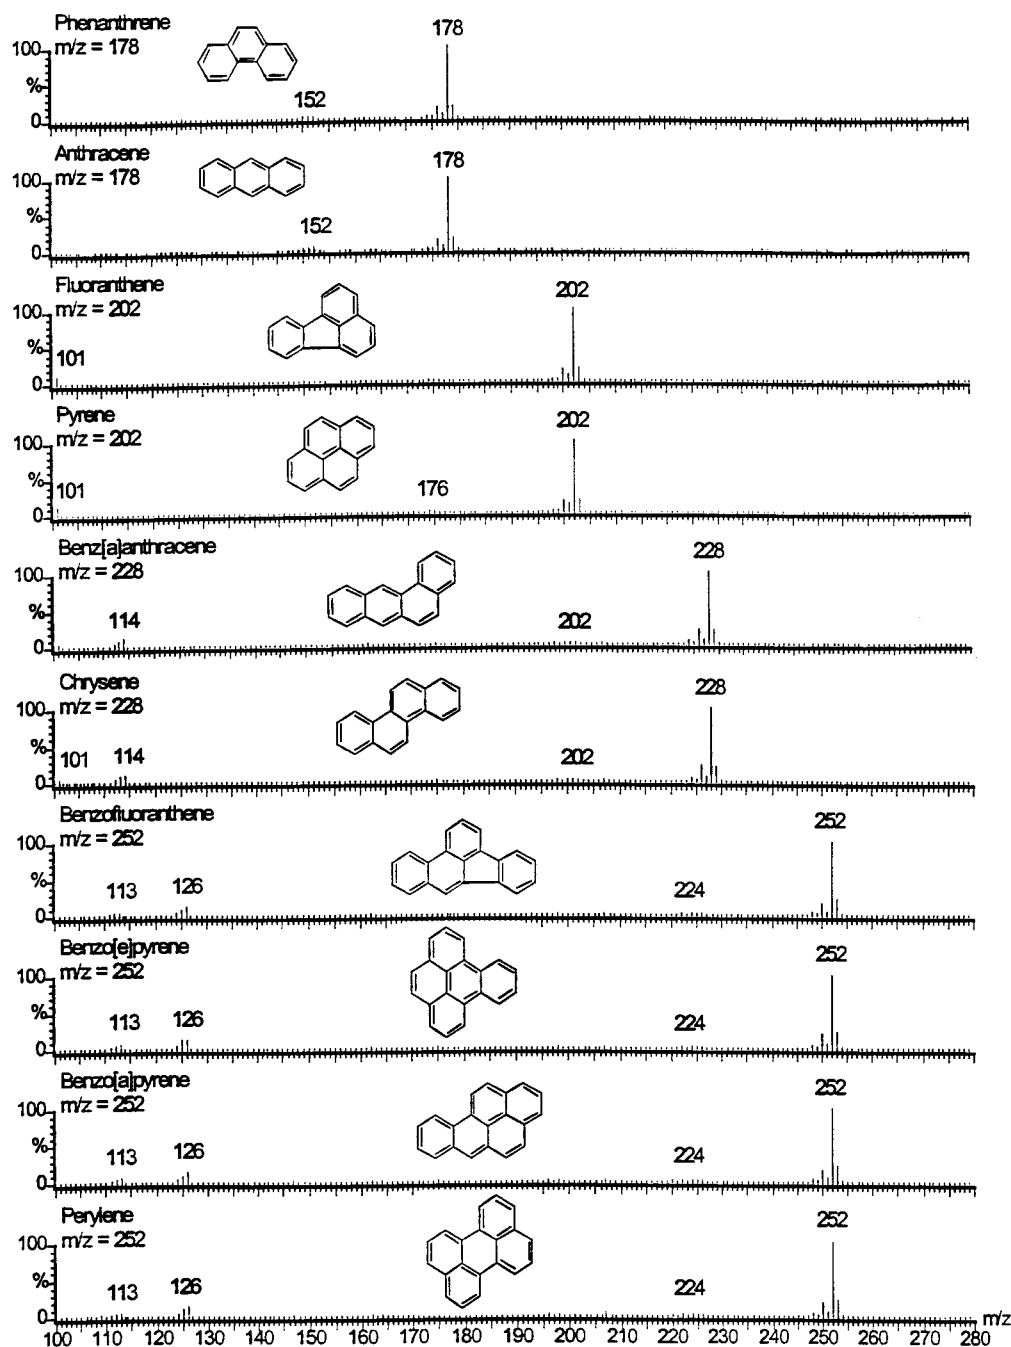 Phenanthrene
m/z = 178
178
100
%
152
0
Anthracene
m/z = 178
178
100
%
152
0
Fluoranthene
m/z = 202
202
100
%
101
0
Pyrene
m/z = 202
202
100
%
101
176
0
Benz[a]anthracene
m/z = 228
228
100
%
114
202
0
Chrysene
m/z = 228
228
100
%
101 114
202
0
Benzofluoranthene
m/z = 252
252
100
%
113 126
224
0
Benzo[e]pyrene
m/z = 252
252
100
%
113 126
224
0
Benzo[a]pyrene
m/z = 252
252
100
%
113 126
224
0
Perylene
m/z = 252
252
100
%
113 126
224
0
m/z
100 110 120 130 140 150 160 170 180 190 200 210 220 230 240 250 260 270 280